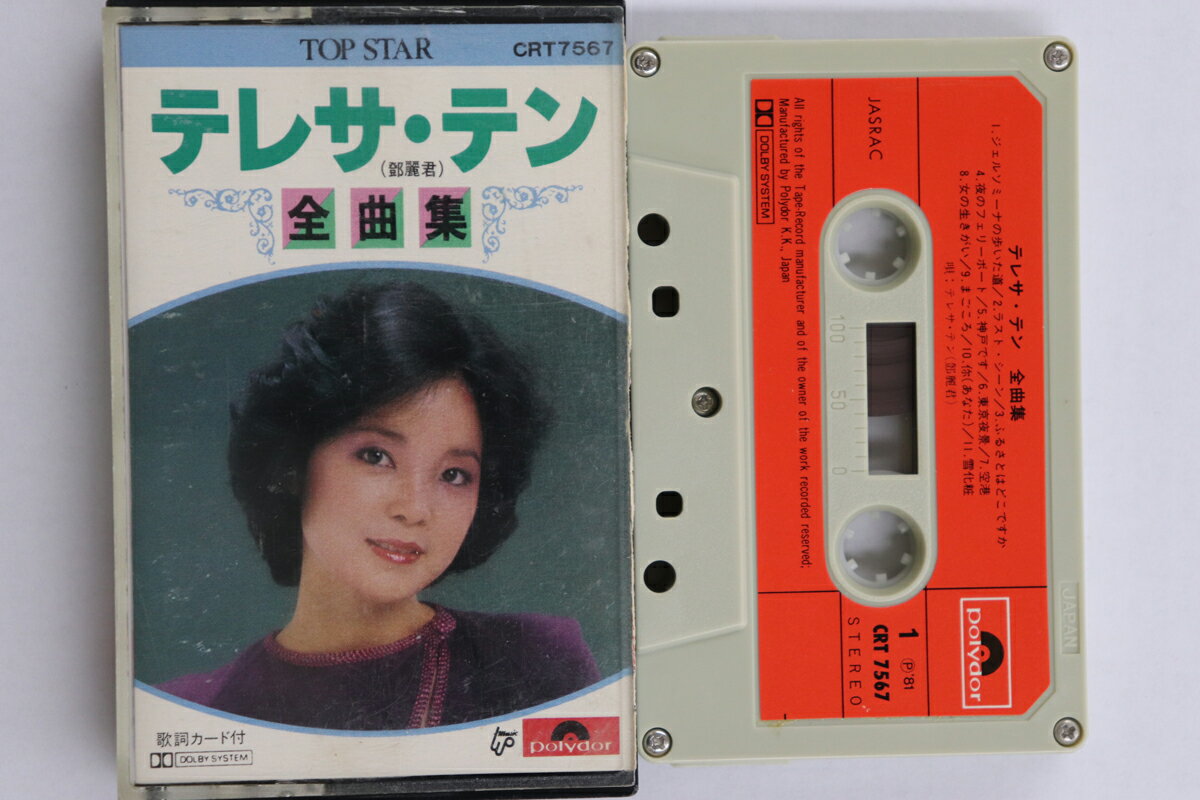 TOP STAR
CRT7567
テレサ・テン
(鄧麗君)
全曲集
歌詞カード付
DOLBY SYSTEM
Music UP
polydor
テレサ・テン 全曲集
1.ジェルソミーナの歩いた道/2.ラスト・シーン/3.ふるさとはどこですか
4.夜のフェリーボート/5.神戸です/6.東京夜景/7.空港
8.女の生きがい/9.まごころ/10.你(あなた)/11.雪化粧
唄:テレサ・テン(鄧麗君)
JASRAC
All rights of the Tape-Record manufacturer and of the owner of the work recorded reserved;
Manufactured by Polydor K.K., Japan
DOLBY SYSTEM
100 50 0
polydor
1 ℗'81
CRT 7567
STEREO
JAPAN